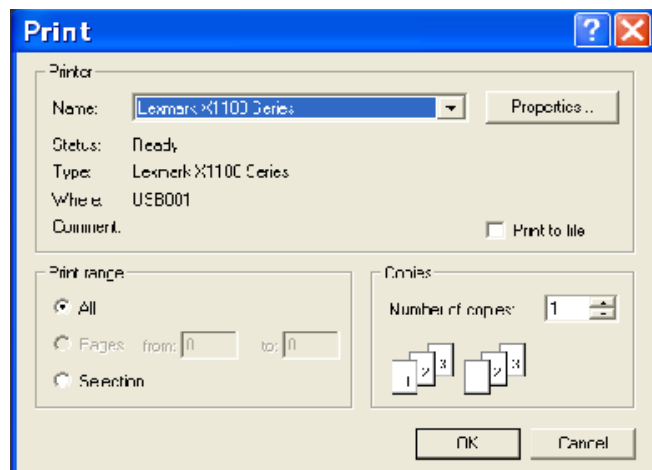 Print
Printer
Name: Lexmark X1100 Series Properties...
Status: Ready
Type: Lexmark X1100 Series
Where: USB001
Comment:
Print to file
Print range
All
Pages from: 0 to: 0
Selection
Copies
Number of copies: 1
1 2 3 2 3
OK Cancel